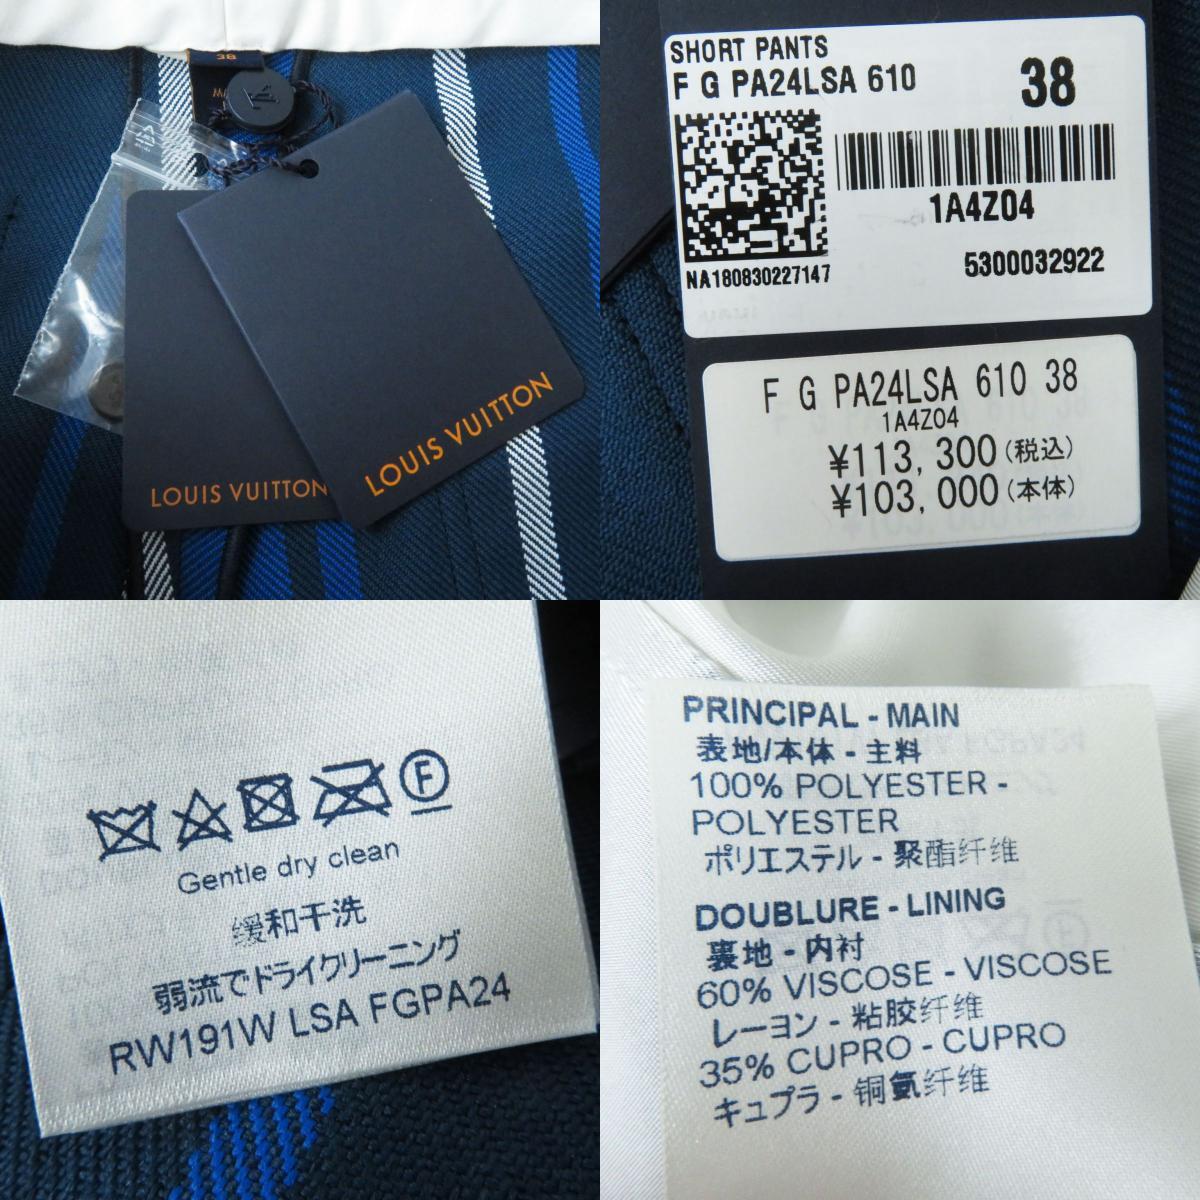 38
LOUIS VUITTON
LOUIS VUITTON
SHORT PANTS
F G PA24LSA 610
38
1A4Z04
NA180830227147
5300032922
F G PA24LSA 610 38
1A4Z04
¥113,300(税込)
¥103,000(本体)
F
Gentle dry clean
缓和干洗
弱流でドライクリーニング
RW191W LSA FGPA24
PRINCIPAL - MAIN
表地/本体 - 主料
100% POLYESTER -
POLYESTER
ポリエステル - 聚酯纤维
DOUBLURE - LINING
裏地 - 内衬
60% VISCOSE - VISCOSE
レーヨン - 粘胶纤维
35% CUPRO - CUPRO
キュプラ - 铜氨纤维